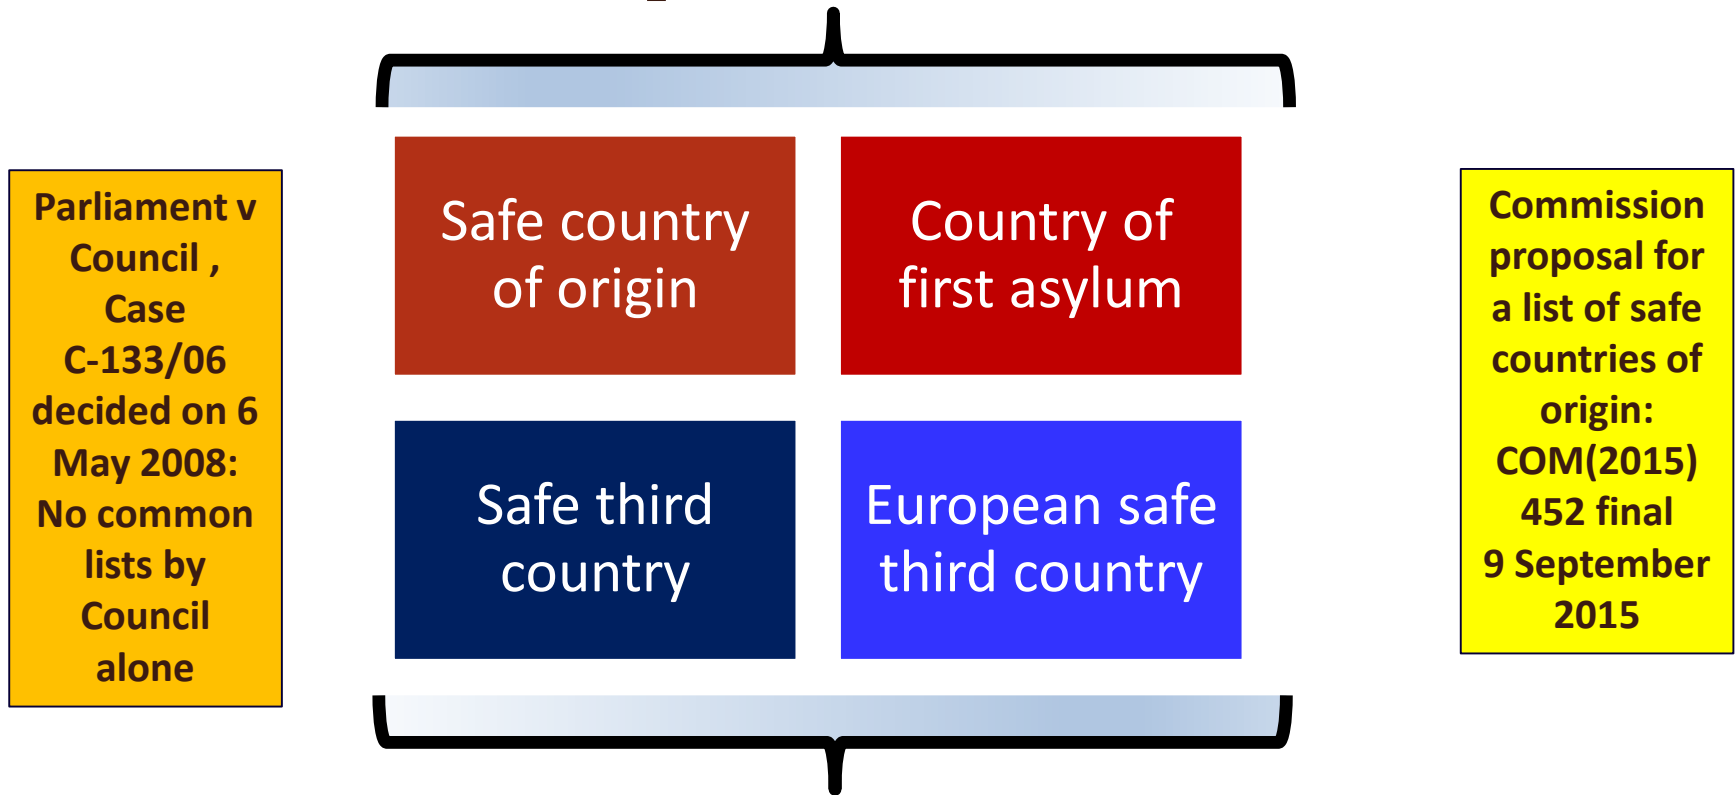 Parliament v
Council ,
Case
C-133/06
decided on 6
May 2008:
No common
lists by
Council
alone
Safe country
of origin
Country of
first asylum
Safe third
country
European safe
third country
Commission
proposal for
a list of safe
countries of
origin:
COM(2015)
452 final
9 September
2015